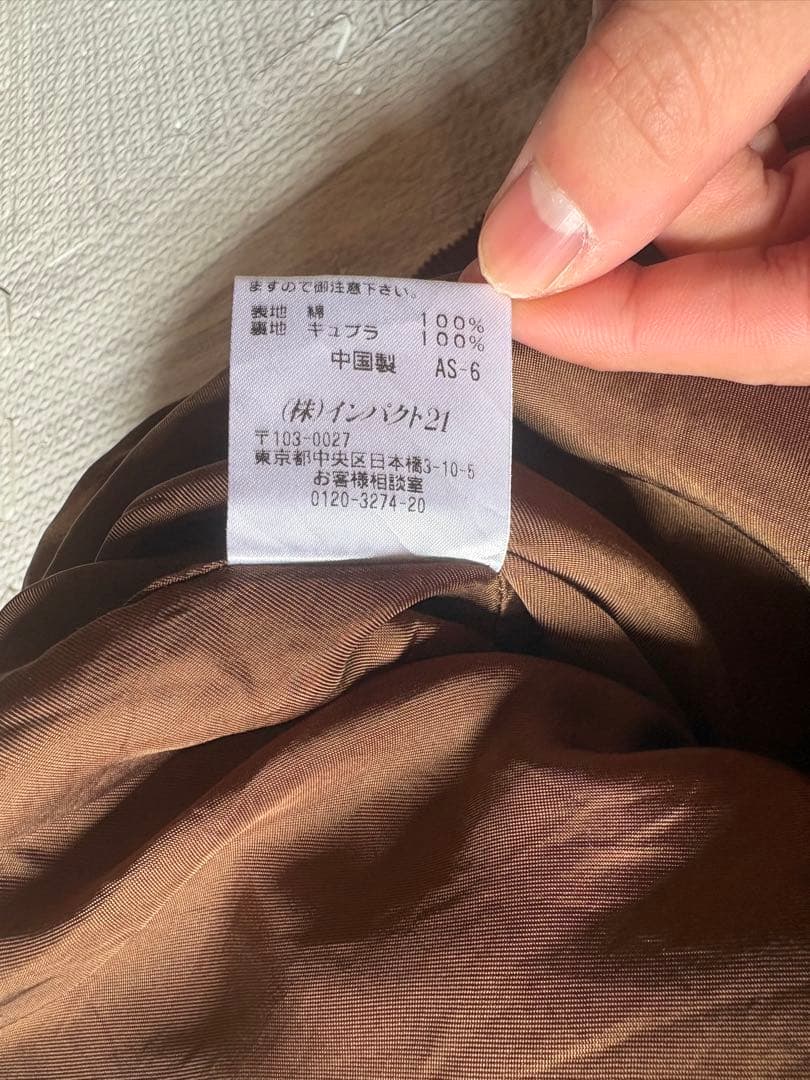 ますので御注意下さい。
表地 綿 100%
裏地 キュプラ 100%
中国製 AS-6
(株)インパクト21
〒103-0027
東京都中央区日本橋3-10-5
お客様相談室
0120-3274-20